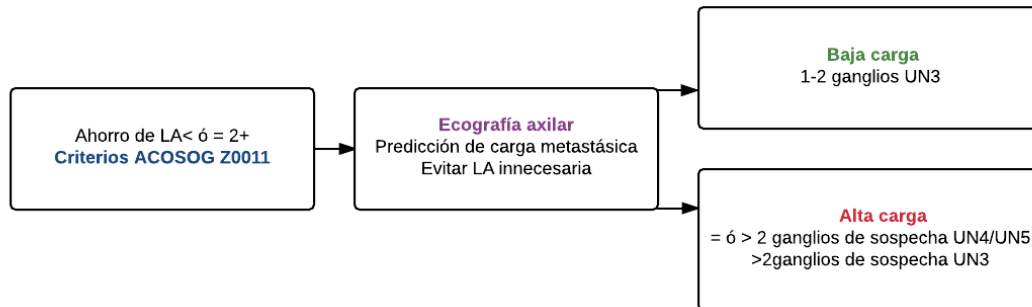 Ahorro de LA< ó = 2+
Criterios ACOSOG Z0011
Ecografía axilar
Predicción de carga metastásica
Evitar LA innecesaria
Baja carga
1-2 ganglios UN3
Alta carga
= ó > 2 ganglios de sospecha UN4/UN5
>2ganglios de sospecha UN3